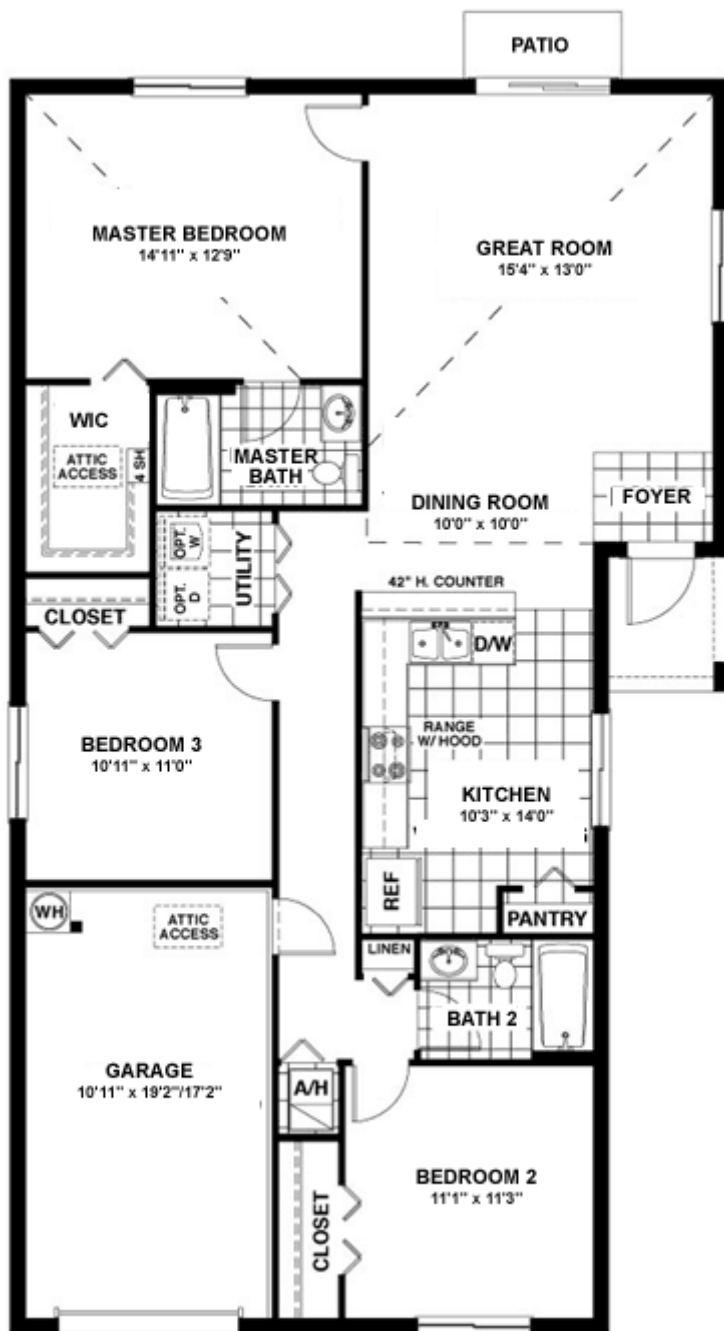 PATIO
MASTER BEDROOM
14'11" x 12'9"
GREAT ROOM
15'4" x 13'0"
WIC
ATTIC
ACCESS
4 SH
MASTER
BATH
DINING ROOM
10'0" x 10'0"
FOYER
OPT.
W
OPT.
D
UTILITY
42" H. COUNTER
CLOSET
D/W
BEDROOM 3
10'11" x 11'0"
RANGE
W/ HOOD
KITCHEN
10'3" x 14'0"
REF
PANTRY
WH
ATTIC
ACCESS
LINEN
BATH 2
GARAGE
10'11" x 19'2"/17'2"
A/H
BEDROOM 2
11'1" x 11'3"
CLOSET